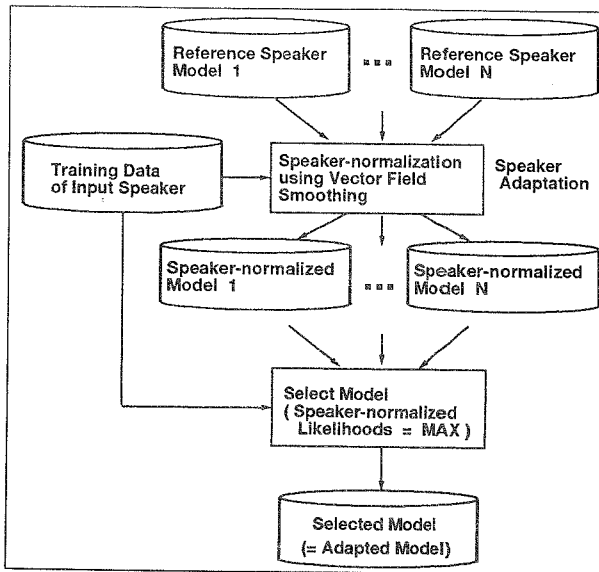 Reference Speaker
Model 1
Reference Speaker
Model N
Training Data
of Input Speaker
Speaker-normalization
using Vector Field
Smoothing
Speaker
Adaptation
Speaker-normalized
Model 1
Speaker-normalized
Model N
Select Model
( Speaker-normalized
Likelihoods = MAX )
Selected Model
(= Adapted Model)